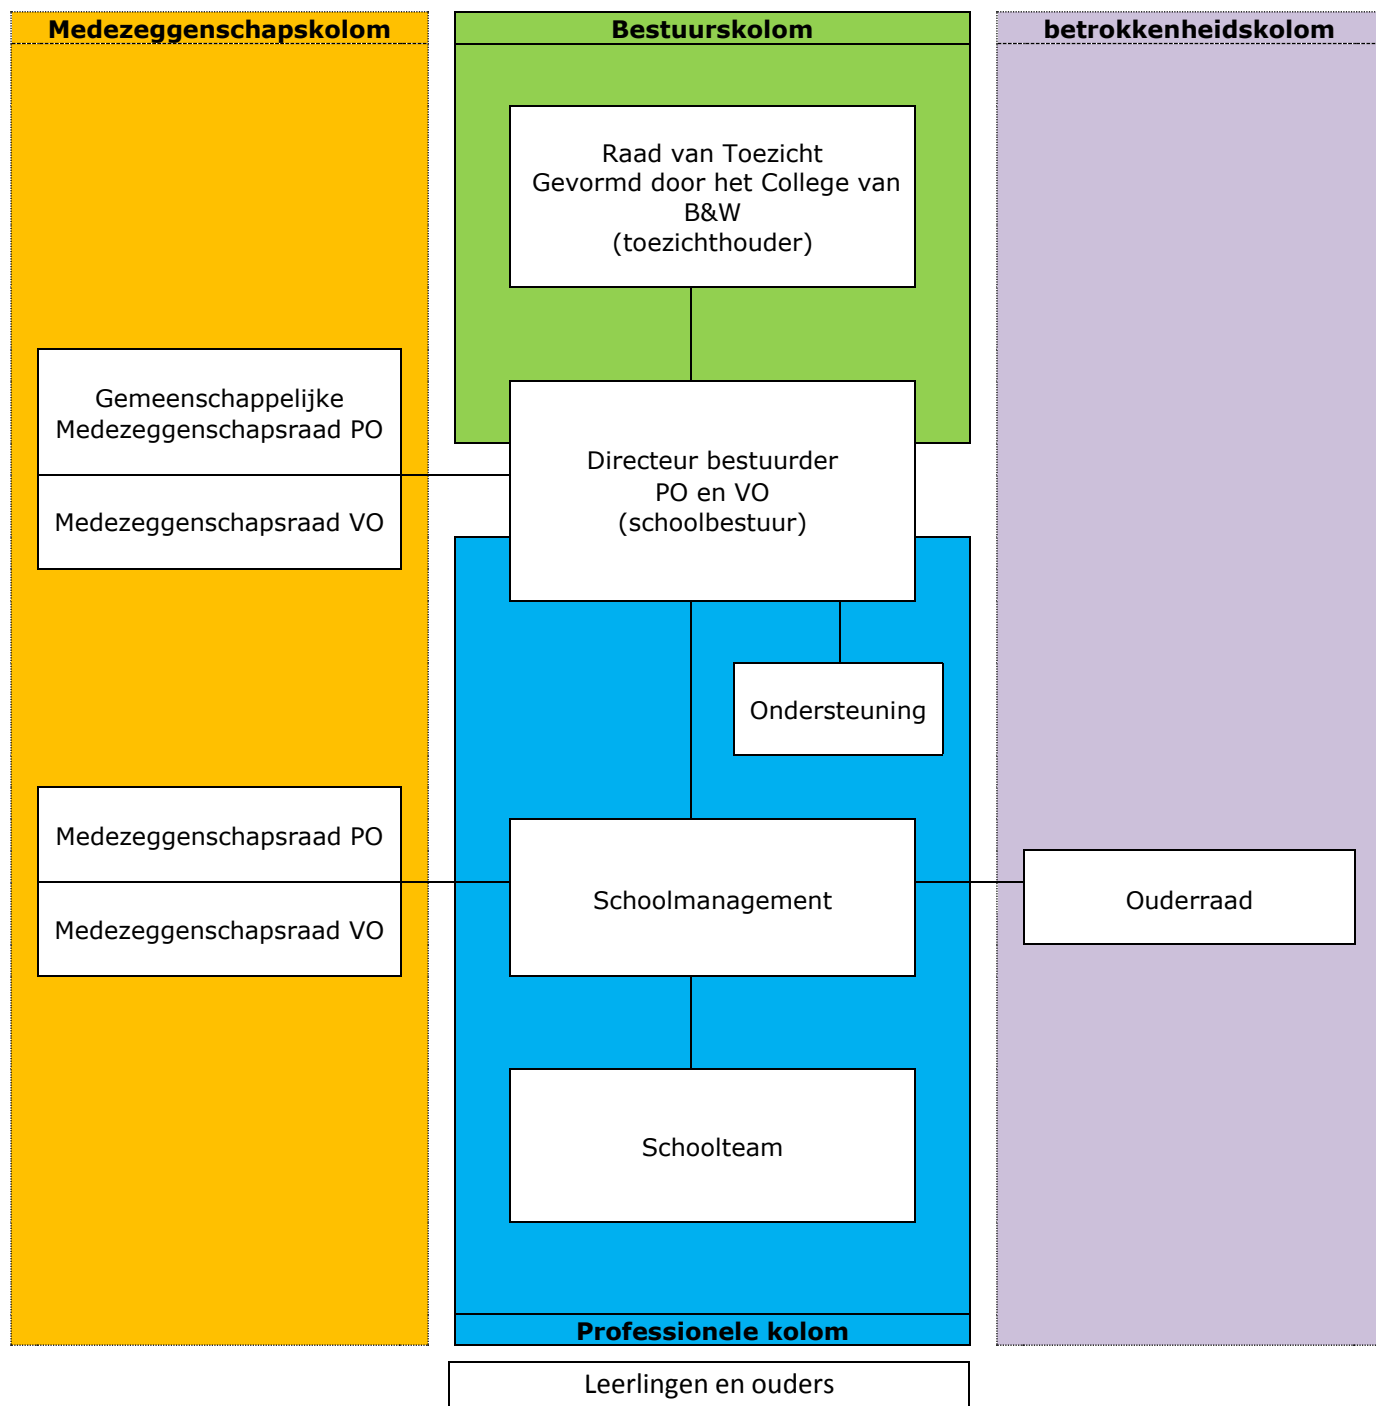 Medezeggenschapskolom
Bestuurskolom
betrokkenheidskolom
Raad van Toezicht
Gevormd door het College van
B&W
(toezichthouder)
Gemeenschappelijke
Medezeggenschapsraad PO
Medezeggenschapsraad VO
Directeur bestuurder
PO en VO
(schoolbestuur)
Ondersteuning
Medezeggenschapsraad PO
Medezeggenschapsraad VO
Schoolmanagement
Ouderraad
Schoolteam
Professionele kolom
Leerlingen en ouders